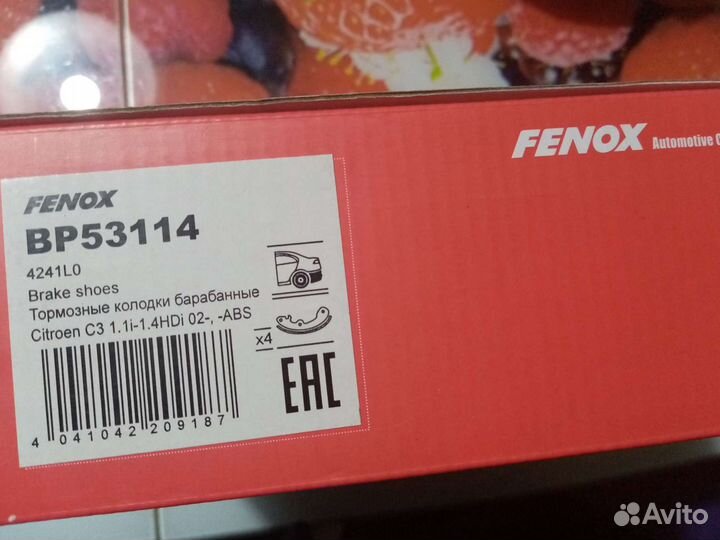 FENOX Automotive
FENOX
BP53114
4241L0
Brake shoes
Тормозные колодки барабанные
Citroen C3 1.1i-1.4HDi 02-, -ABS
x4
EAC
4 041042 209187
Avito